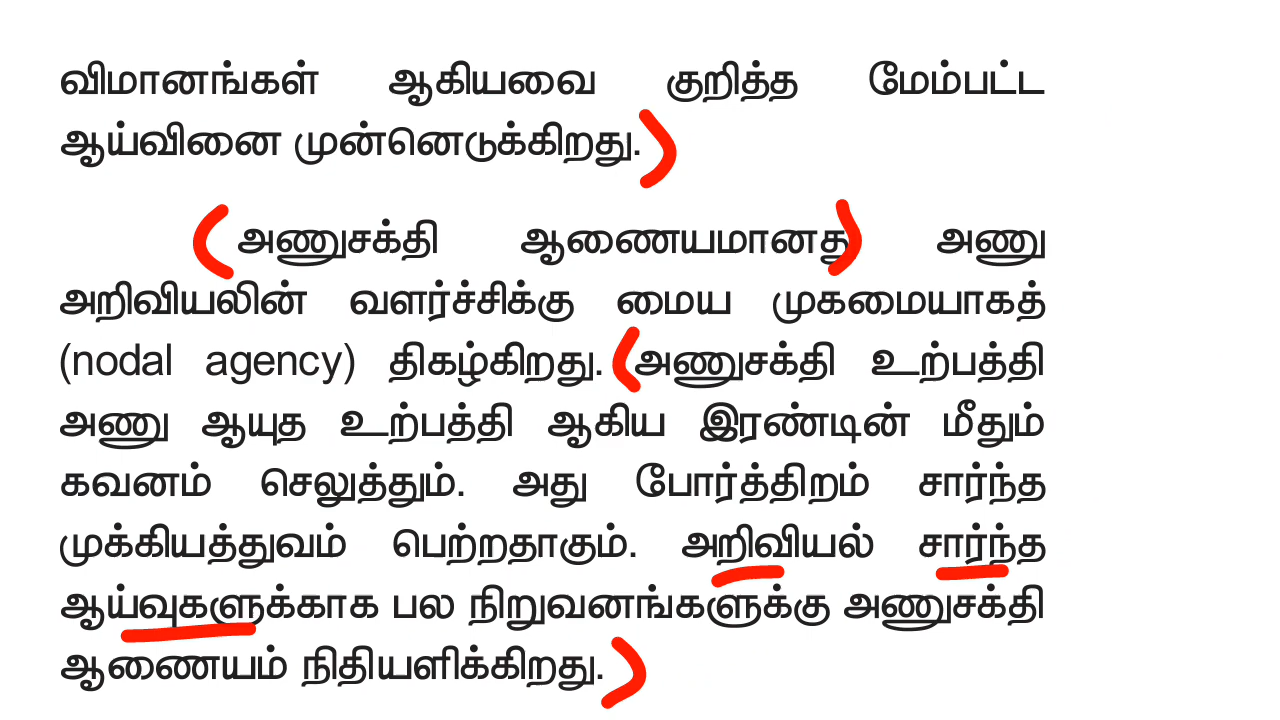 விமானங்கள் ஆகியவை குறித்த மேம்பட்ட
ஆய்வினை முன்னெடுக்கிறது.
அணுசக்தி ஆணையமானது அணு
அறிவியலின் வளர்ச்சிக்கு மைய முகமையாகத்
(nodal agency) திகழ்கிறது. அணுசக்தி உற்பத்தி
அணு ஆயுத உற்பத்தி ஆகிய இரண்டின் மீதும்
கவனம் செலுத்தும். அது போர்த்திறம் சார்ந்த
முக்கியத்துவம் பெற்றதாகும். அறிவியல் சார்ந்த
ஆய்வுகளுக்காக பல நிறுவனங்களுக்கு அணுசக்தி
ஆணையம் நிதியளிக்கிறது.